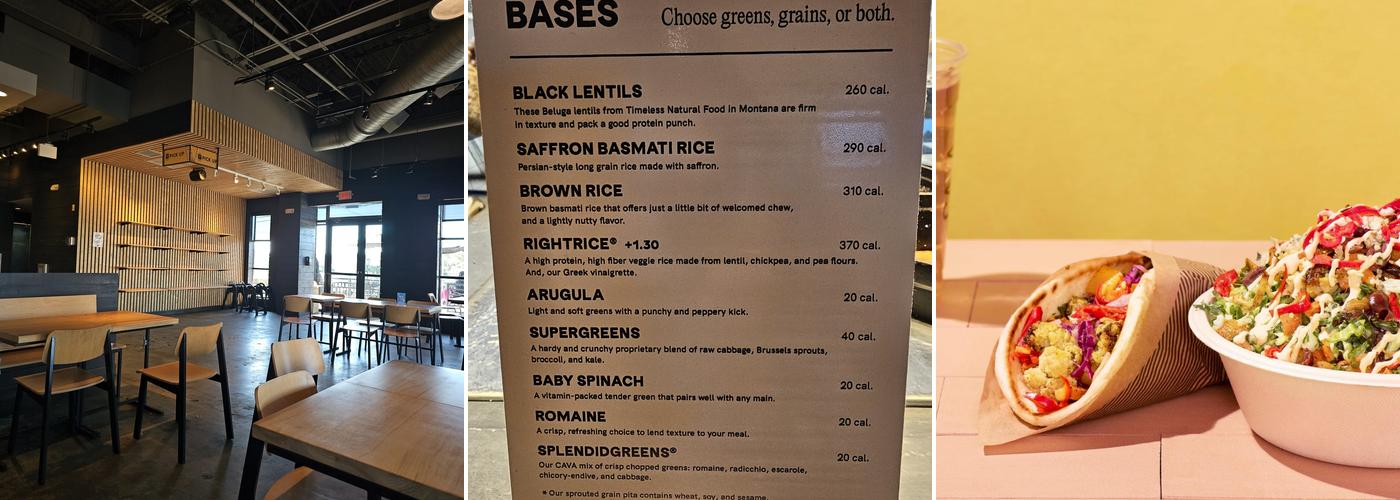 PICK UP
PICK UP
BASES
Choose greens, grains, or both.
BLACK LENTILS
260 cal.
These Beluga lentils from Timeless Natural Food in Montana are firm
in texture and pack a good protein punch.
SAFFRON BASMATI RICE
290 cal.
Persian-style long grain rice made with saffron.
BROWN RICE
310 cal.
Brown basmati rice that offers just a little bit of welcomed chew,
and a lightly nutty flavor.
RIGHTRICE® +1.30
370 cal.
A high protein, high fiber veggie rice made from lentil, chickpea, and pea flours.
And, our Greek vinaigrette.
ARUGULA
20 cal.
Light and soft greens with a punchy and peppery kick.
SUPERGREENS
40 cal.
A hardy and crunchy proprietary blend of raw cabbage, Brussels sprouts,
broccoli, and kale.
BABY SPINACH
20 cal.
A vitamin-packed tender green that pairs well with any main.
ROMAINE
20 cal.
A crisp, refreshing choice to lend texture to your meal.
SPLENDIDGREENS®
20 cal.
Our CAVA mix of crisp chopped greens: romaine, radicchio, escarole,
chicory-endive, and cabbage.
* Our sprouted grain pita contains wheat, soy, and sesame.